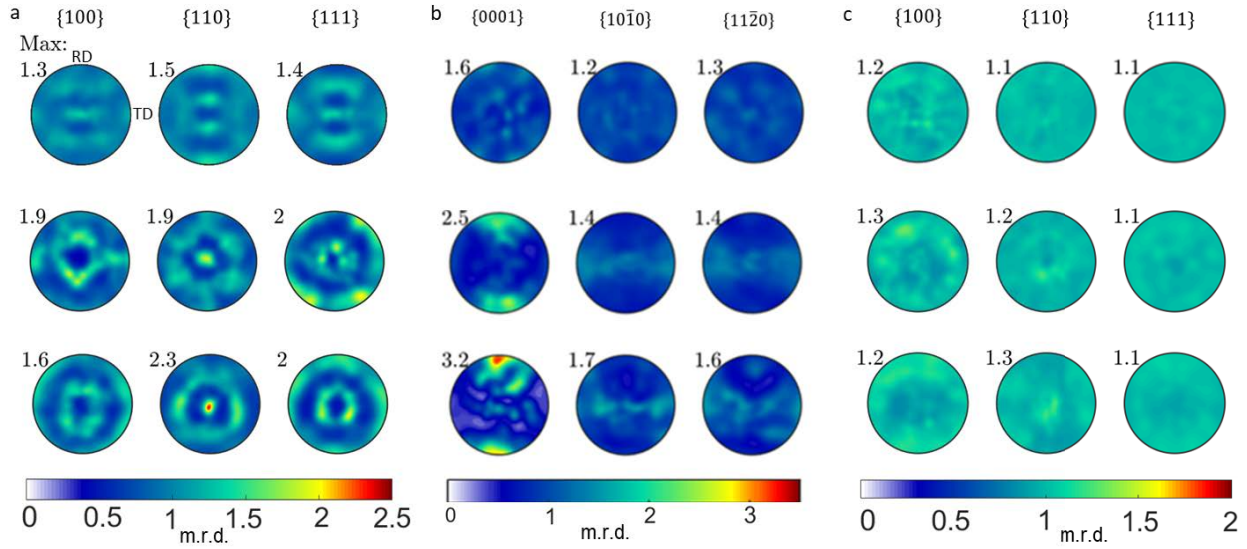 a {100} {110} {111} b {0001} {101̅0} {112̅0} c {100} {110} {111}
Max:
RD
1.3 1.5 1.4 1.6 1.2 1.3 1.2 1.1 1.1
TD
1.9 1.9 2 2.5 1.4 1.4 1.3 1.2 1.1
1.6 2.3 2 3.2 1.7 1.6 1.2 1.3 1.1
0 0.5 1 1.5 2 2.5 0 1 2 3 0 0.5 1 1.5 2
m.r.d. m.r.d. m.r.d.